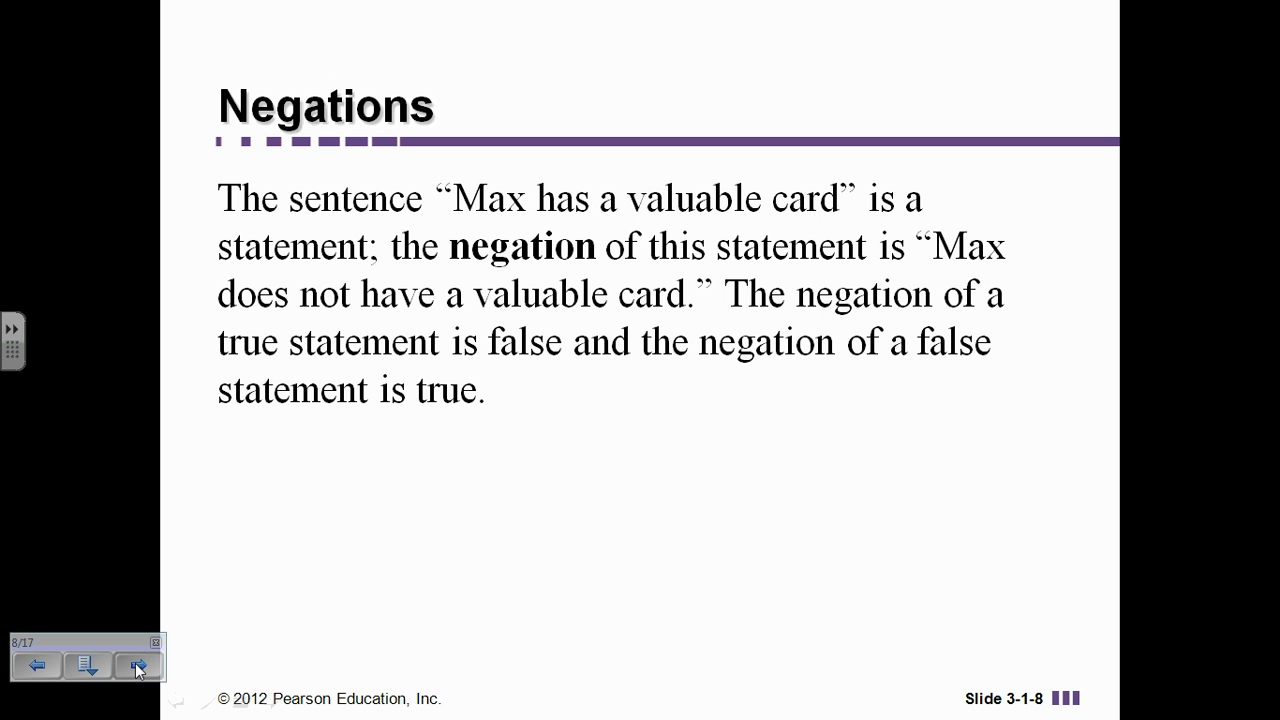 Negations
The sentence “Max has a valuable card” is a
statement; the negation of this statement is “Max
does not have a valuable card.” The negation of a
true statement is false and the negation of a false
statement is true.
8/17
© 2012 Pearson Education, Inc.
Slide 3-1-8